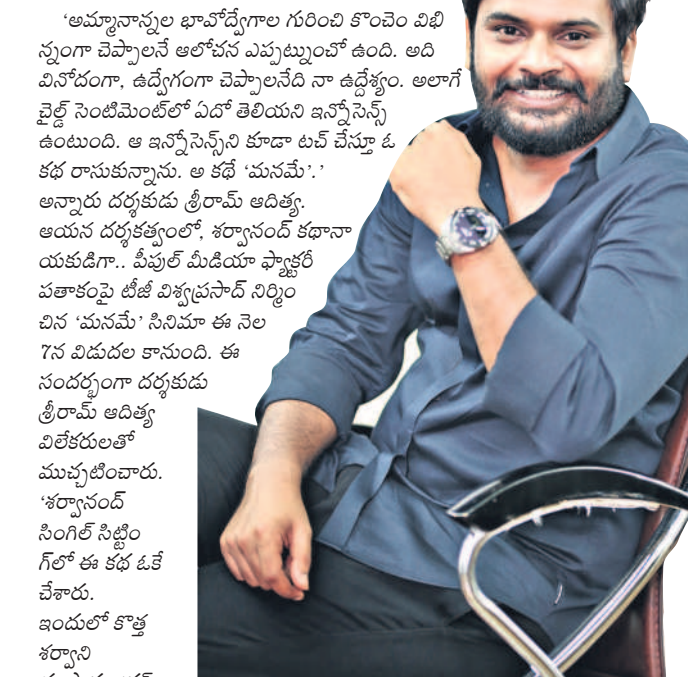 ‘అమ్మానాన్నల భావోద్వేగాల గురించి కొంచెం విభి
న్నంగా చెప్పాలనే ఆలోచన ఎప్పట్నుంచో ఉంది. అది
వినోదంగా, ఉద్వేగంగా చెప్పాలనేది నా ఉద్దేశ్యం. అలాగే
చైల్డ్ సెంటిమెంట్‌లో ఏదో తెలియని ఇన్నోసెన్స్
ఉంటుంది. ఆ ఇన్నోసెన్స్‌ని కూడా టచ్ చేస్తూ ఓ
కథ రాసుకున్నాను. అ కథే ‘మనమే’.’
అన్నారు దర్శకుడు శ్రీరామ్ ఆదిత్య.
ఆయన దర్శకత్వంలో, శర్వానంద్ కథానా
యకుడిగా.. పీపుల్ మీడియా ఫ్యాక్టరీ
పతాకంపై టీజీ విశ్వప్రసాద్ నిర్మిం
చిన ‘మనమే’ సినిమా ఈ నెల
7న విడుదల కానుంది. ఈ
సందర్భంగా దర్శకుడు
శ్రీరామ్ ఆదిత్య
విలేకరులతో
ముచ్చటించారు.
‘శర్వానంద్
సింగిల్ సిట్టిం
గ్‌లో ఈ కథ ఓకే
చేశారు.
ఇందులో కొత్త
శర్వాని